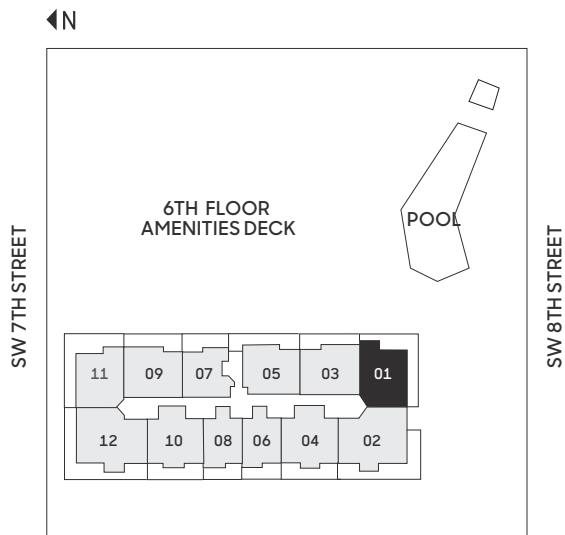 N
6TH FLOOR
AMENITIES DECK
POOL
SW 7TH STREET
SW 8TH STREET
11 09 07 05 03 01
12 10 08 06 04 02